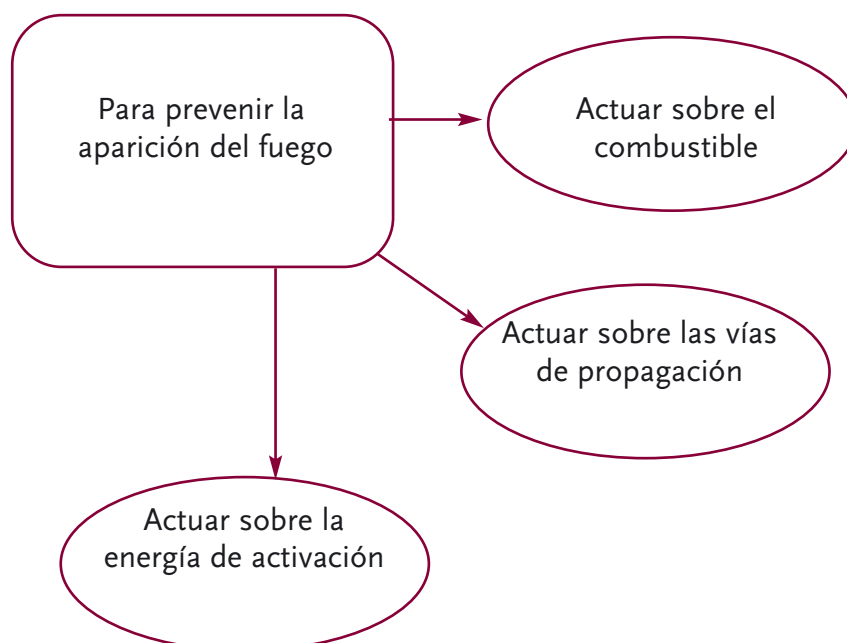 Para prevenir la
aparición del fuego
Actuar sobre el
combustible
Actuar sobre las vías
de propagación
Actuar sobre la
energía de activación